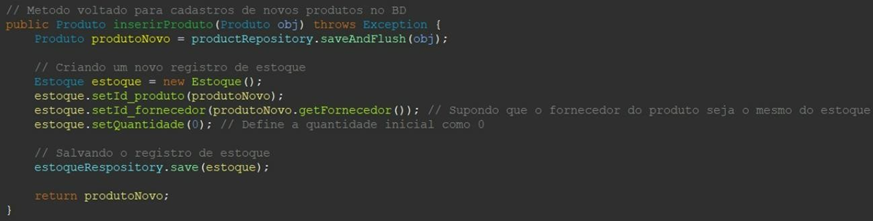 // Metodo voltado para cadastros de novos produtos no BD
public Produto inserirProduto(Produto obj) throws Exception {
    Produto produtoNovo = productRepository.saveAndFlush(obj);

    // Criando um novo registro de estoque
    Estoque estoque = new Estoque();
    estoque.setId_produto(produtoNovo);
    estoque.setId_fornecedor(produtoNovo.getFornecedor()); // Supondo que o fornecedor do produto seja o mesmo do estoque
    estoque.setQuantidade(0); // Define a quantidade inicial como 0

    // Salvando o registro de estoque
    estoqueRespository.save(estoque);

    return produtoNovo;
}